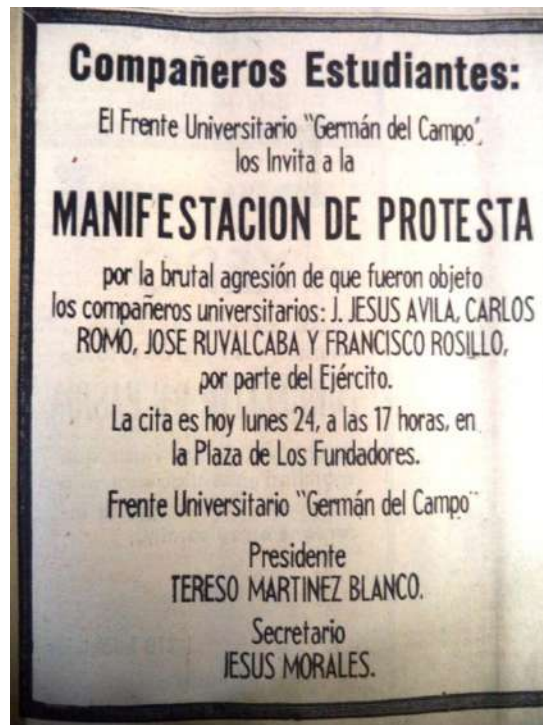 Compañeros Estudiantes:
El Frente Universitario "Germán del Campo",
los Invita a la
MANIFESTACION DE PROTESTA
por la brutal agresión de que fueron objeto
los compañeros universitarios: J. JESUS AVILA, CARLOS
ROMO, JOSE RUVALCABA Y FRANCISCO ROSILLO,
por parte del Ejército.
La cita es hoy lunes 24, a las 17 horas, en
la Plaza de Los Fundadores.
Frente Universitario "Germán del Campo"
Presidente
TERESO MARTINEZ BLANCO.
Secretario
JESUS MORALES.